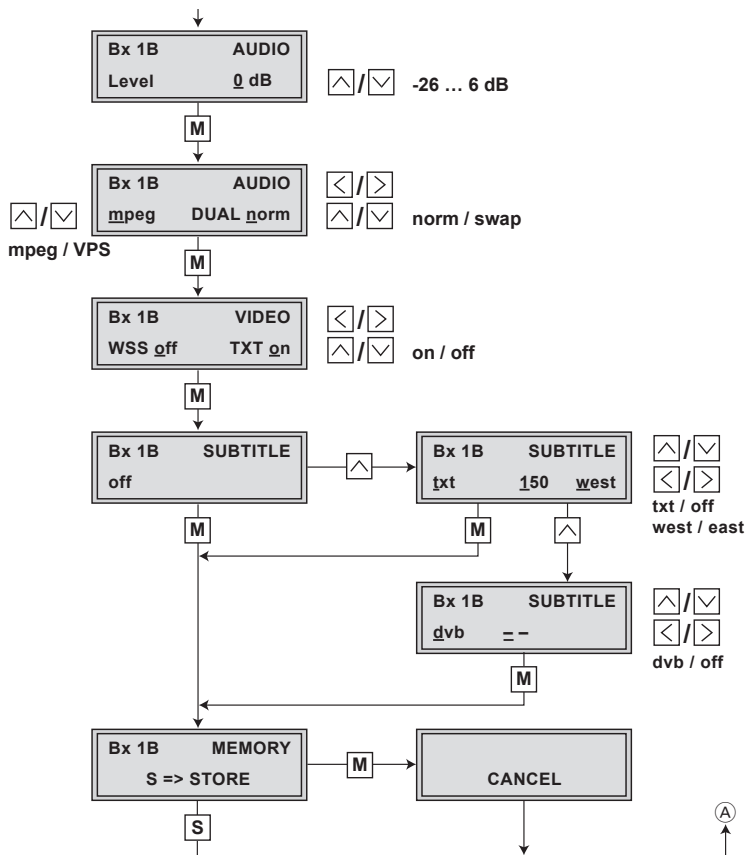 Bx 1B AUDIO
Level 0 dB
/ -26 … 6 dB
M
Bx 1B AUDIO
mpeg DUAL norm
/
mpeg / VPS
/
/ norm / swap
M
Bx 1B VIDEO
WSS off TXT on
/
/ on / off
M
Bx 1B SUBTITLE
off
Bx 1B SUBTITLE
txt 150 west
/
/
txt / off
west / east
M
M
Bx 1B SUBTITLE
dvb – –
/
/
dvb / off
M
Bx 1B MEMORY
S => STORE
M
CANCEL
S
A